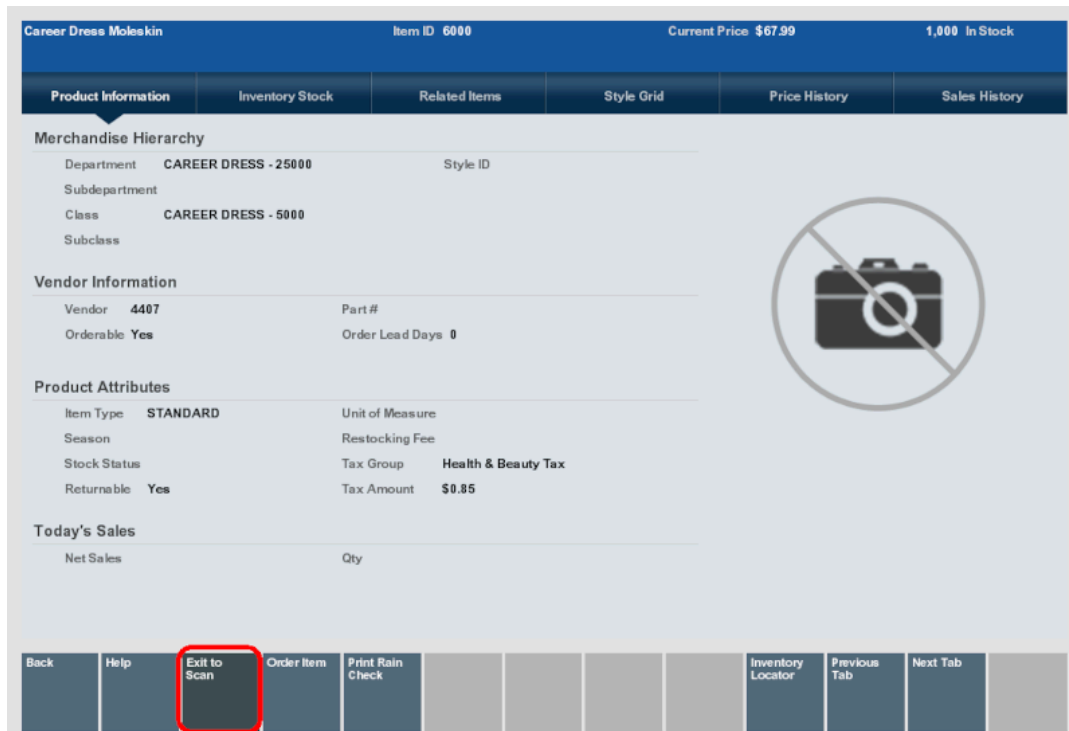 Career Dress Moleskin Item ID 6000 Current Price $67.99 1,000 In Stock
Product Information Inventory Stock Related Items Style Grid Price History Sales History
Merchandise Hierarchy
Department CAREER DRESS - 25000 Style ID
Subdepartment
Class CAREER DRESS - 5000
Subclass
Vendor Information
Vendor 4407 Part #
Orderable Yes Order Lead Days 0
Product Attributes
Item Type STANDARD Unit of Measure
Season Restocking Fee
Stock Status Tax Group Health & Beauty Tax
Returnable Yes Tax Amount $0.85
Today's Sales
Net Sales Qty
Back Help Exit to Order Item Print Rain Inventory Previous Next Tab
Scan Check Locator Tab